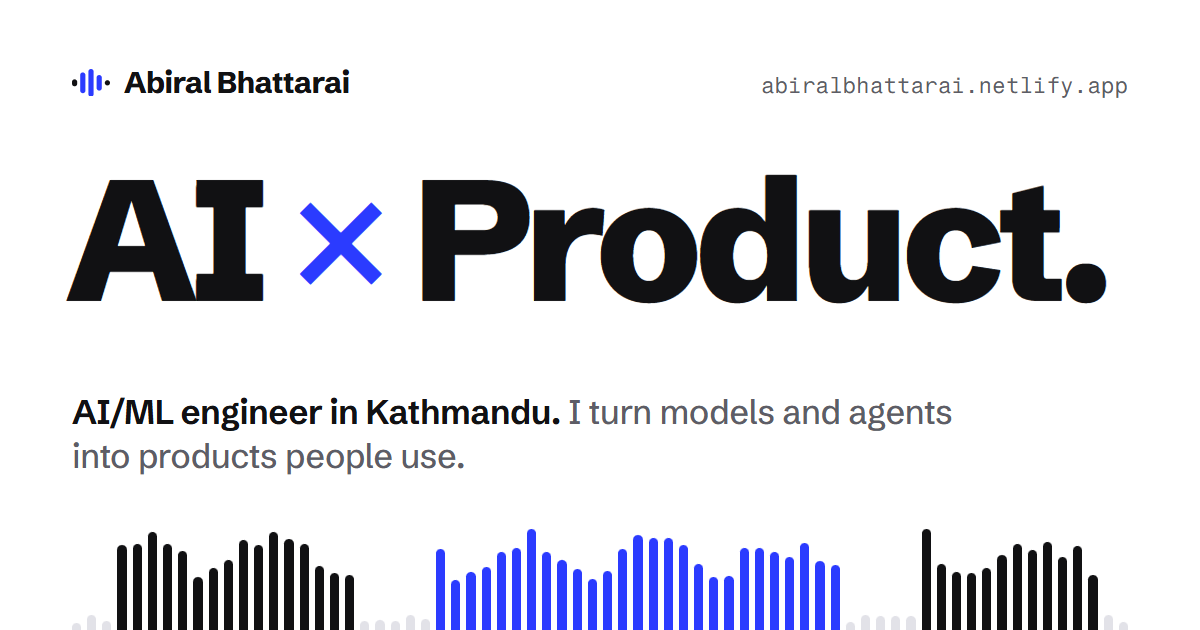 Abiral Bhattarai
abiralbhattarai.netlify.app
AI × Product.
AI/ML engineer in Kathmandu. I turn models and agents
into products people use.